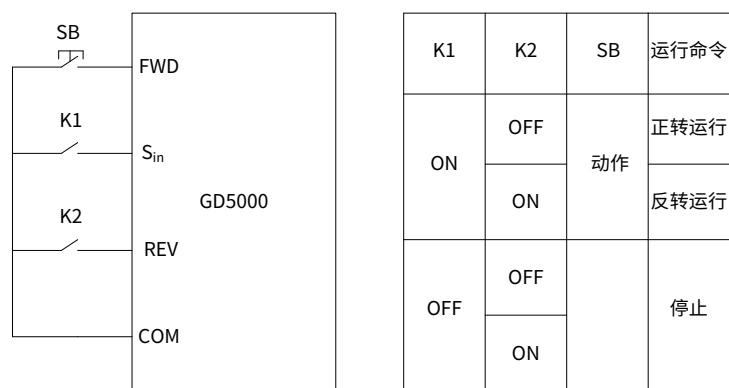 SB
FWD
K1
Sin
GD5000
K2
REV
COM
K1 K2 SB 运行命令
ON OFF 动作 正转运行
ON 反转运行
OFF OFF 停止
ON